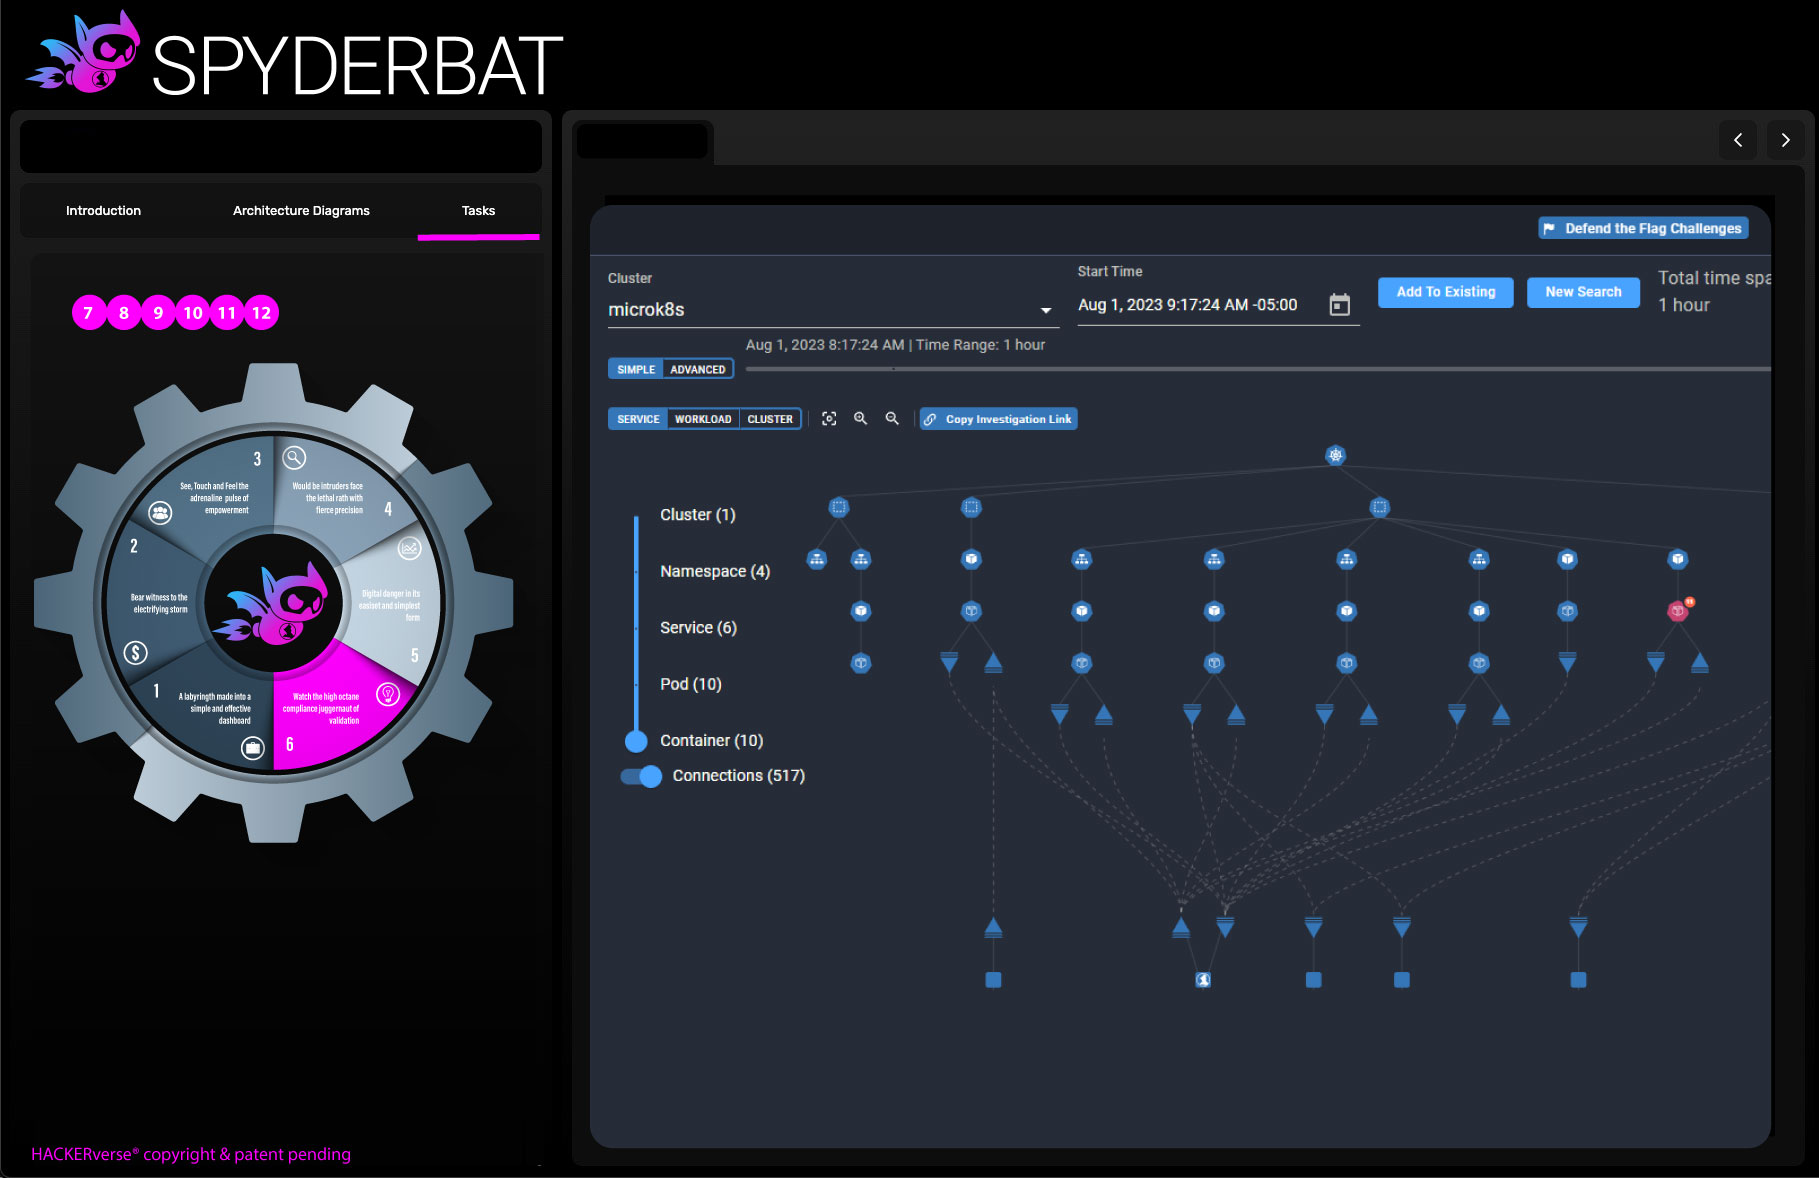 SPYDERBAT
Introduction
Architecture Diagrams
Tasks
7 8 9 10 11 12
3
See, Touch and Feel the
adrenaline pulse of
empowerment
Would be intruders face
the lethal rath with
fierce precision
4
2
Bear witness to the
electrifying storm
$
Digital danger in its
easiset and simplest
form
5
1
A labyringth made into a
simple and effective
dashboard
Watch the high octane
compliance juggernaut of
validation
6
HACKERverse® copyright & patent pending
Defend the Flag Challenges
Cluster
microk8s
Start Time
Aug 1, 2023 9:17:24 AM -05:00
Add To Existing
New Search
Total time spa
1 hour
Aug 1, 2023 8:17:24 AM | Time Range: 1 hour
SIMPLE ADVANCED
SERVICE WORKLOAD CLUSTER
Copy Investigation Link
Cluster (1)
Namespace (4)
Service (6)
Pod (10)
Container (10)
Connections (517)